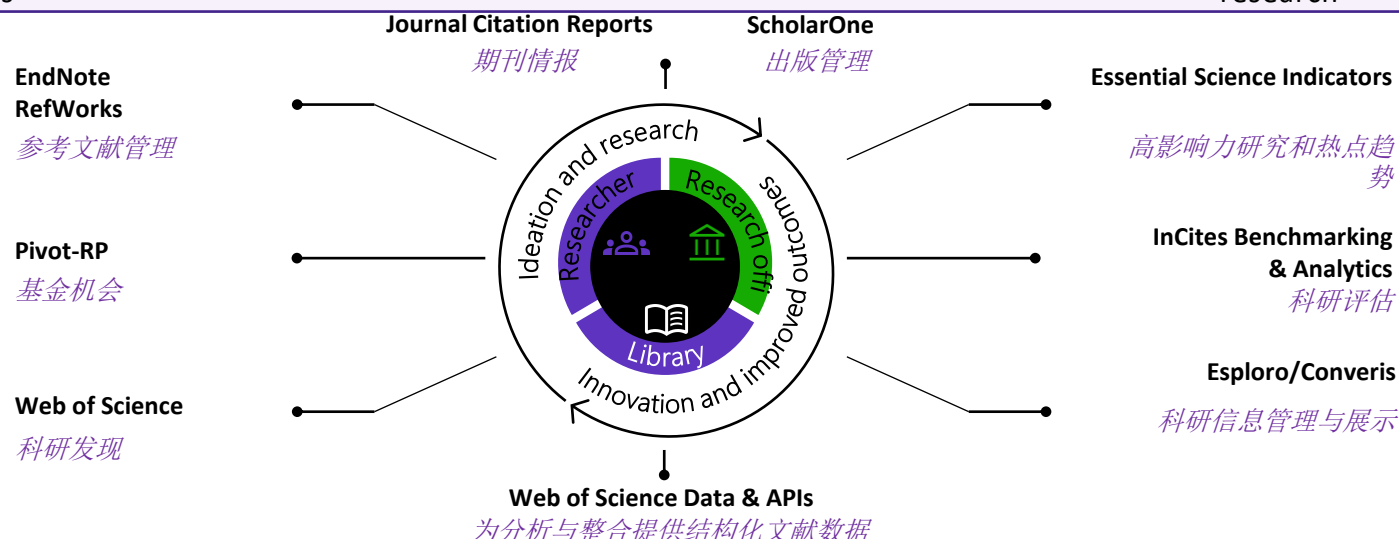 Journal Citation Reports
期刊情报
ScholarOne
出版管理
EndNote
RefWorks
参考文献管理
Essential Science Indicators
高影响力研究和热点趋
势
Pivot-RP
基金机会
InCites Benchmarking
& Analytics
科研评估
Web of Science
科研发现
Esploro/Converis
科研信息管理与展示
Ideation and research
Innovation and improved outcomes
Researcher
Research offi
Library
Web of Science Data & APIs
为分析与整合提供结构化文献数据